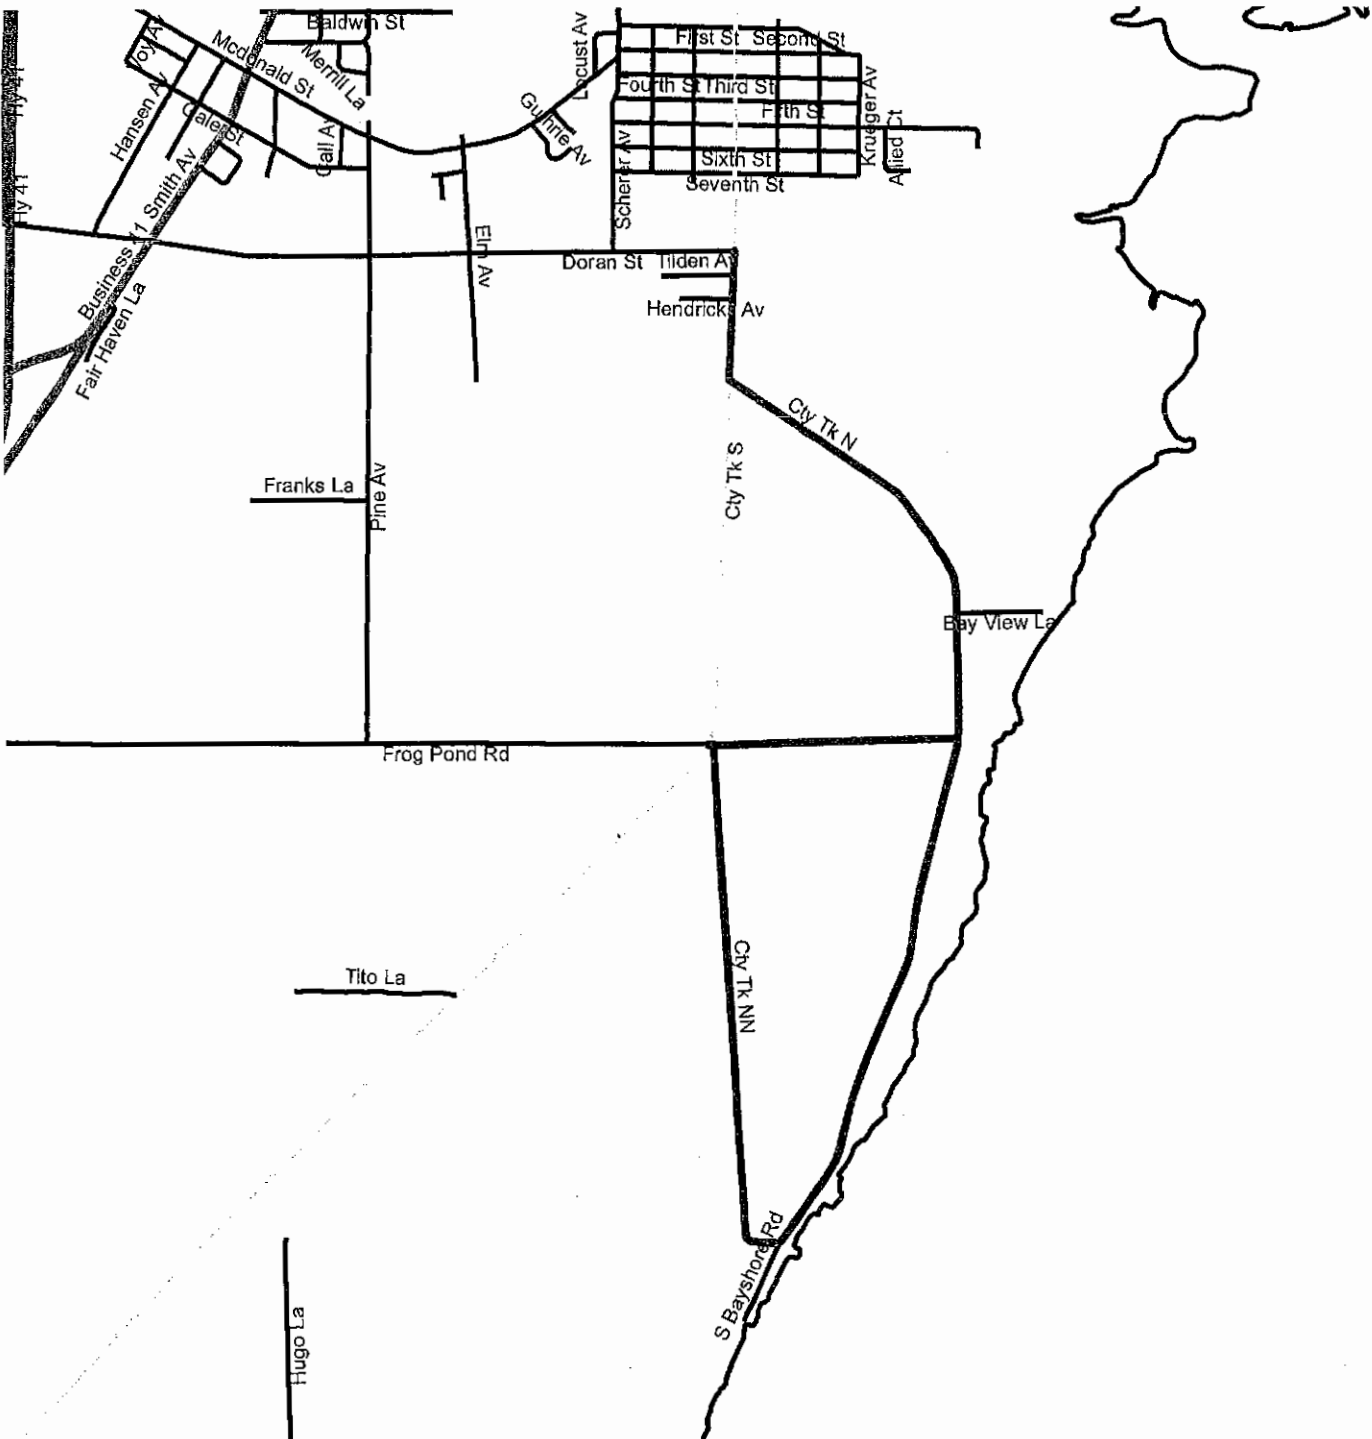 Baldwin St
Locust Av
First St
Second St
Mcdonald St
Merrill La
Hy 41
Fourth St
Third St
Krueger Av
Hansen Av
Gale St
Guthrie Av
Fifth St
Allied Ct
Call Av
Sixth St
Seventh St
Scherer Av
Hy 41
Business 41
Smith Av
Elm Av
Doran St
Tilden Av
Hendricks Av
Fair Haven La
Cty Tk N
Cty Tk S
Franks La
Pine Av
Bay View La
Frog Pond Rd
Cty Tk NN
Tito La
S Bayshore Rd
Hugo La